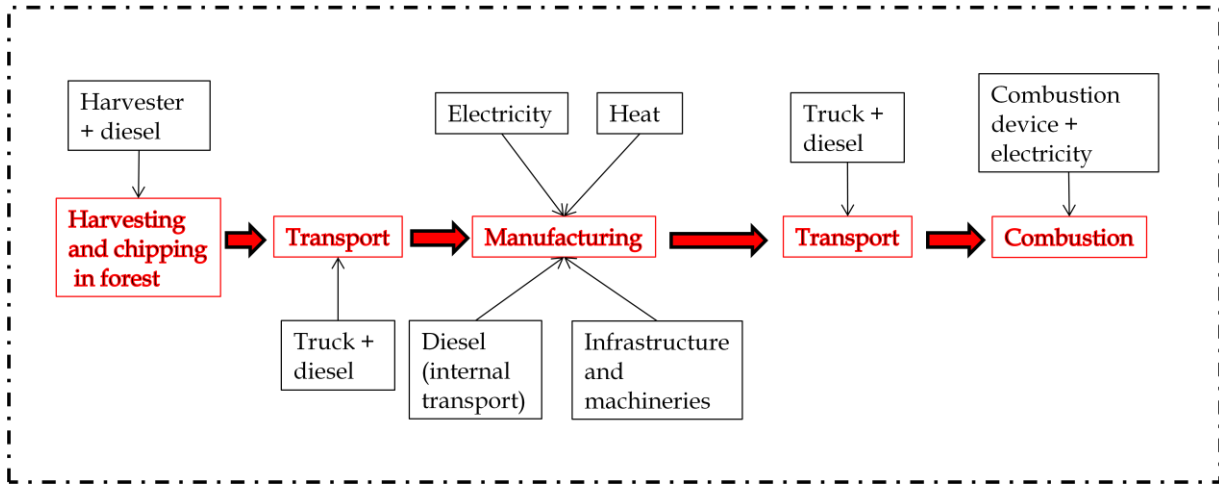 Harvester
+ diesel
Electricity
Heat
Truck +
diesel
Combustion
device +
electricity
Harvesting
and chipping
in forest
Transport
Manufacturing
Transport
Combustion
Truck +
diesel
Diesel
(internal
transport)
Infrastructure
and
machineries